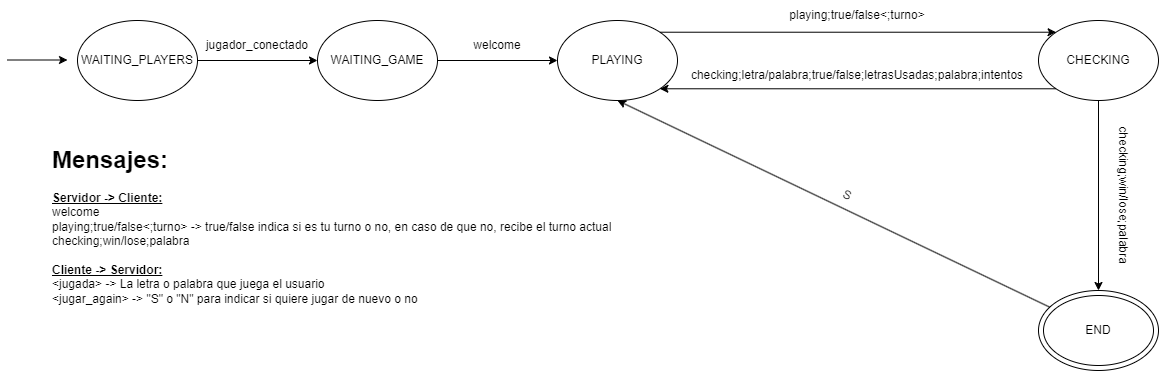 playing;true/false<;turno>
jugador_conectado
welcome
WAITING_PLAYERS
WAITING_GAME
PLAYING
CHECKING
checking;letra/palabra;true/false;letrasUsadas;palabra;intentos
checking;win/lose;palabra
S
END
Mensajes:
Servidor -> Cliente:
welcome
playing;true/false<;turno> -> true/false indica si es tu turno o no, en caso de que no, recibe el turno actual
checking;win/lose;palabra
Cliente -> Servidor:
<jugada> -> La letra o palabra que juega el usuario
<jugar_again> -> "S" o "N" para indicar si quiere jugar de nuevo o no